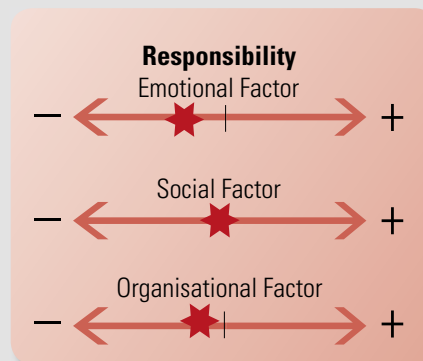 Responsibility
Emotional Factor
− +
Social Factor
− +
Organisational Factor
− +